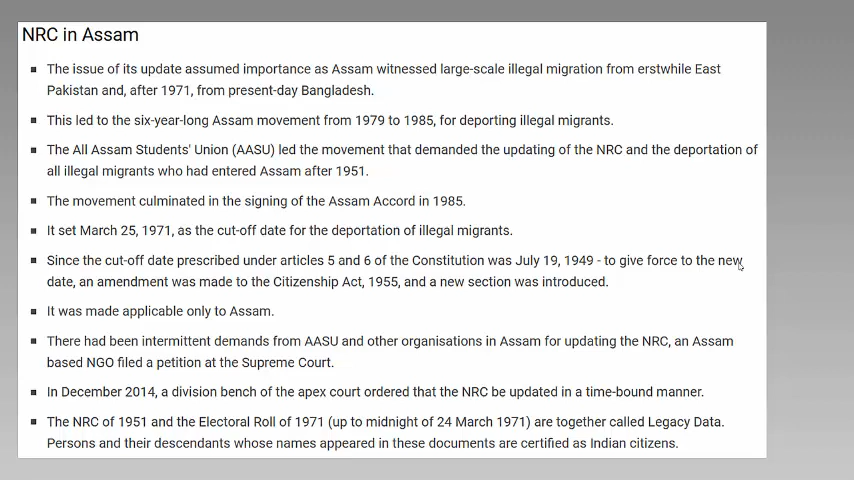 NRC in Assam
▪ The issue of its update assumed importance as Assam witnessed large-scale illegal migration from erstwhile East
Pakistan and, after 1971, from present-day Bangladesh.
▪ This led to the six-year-long Assam movement from 1979 to 1985, for deporting illegal migrants.
▪ The All Assam Students' Union (AASU) led the movement that demanded the updating of the NRC and the deportation of
all illegal migrants who had entered Assam after 1951.
▪ The movement culminated in the signing of the Assam Accord in 1985.
▪ It set March 25, 1971, as the cut-off date for the deportation of illegal migrants.
▪ Since the cut-off date prescribed under articles 5 and 6 of the Constitution was July 19, 1949 - to give force to the new
date, an amendment was made to the Citizenship Act, 1955, and a new section was introduced.
▪ It was made applicable only to Assam.
▪ There had been intermittent demands from AASU and other organisations in Assam for updating the NRC, an Assam
based NGO filed a petition at the Supreme Court.
▪ In December 2014, a division bench of the apex court ordered that the NRC be updated in a time-bound manner.
▪ The NRC of 1951 and the Electoral Roll of 1971 (up to midnight of 24 March 1971) are together called Legacy Data.
Persons and their descendants whose names appeared in these documents are certified as Indian citizens.